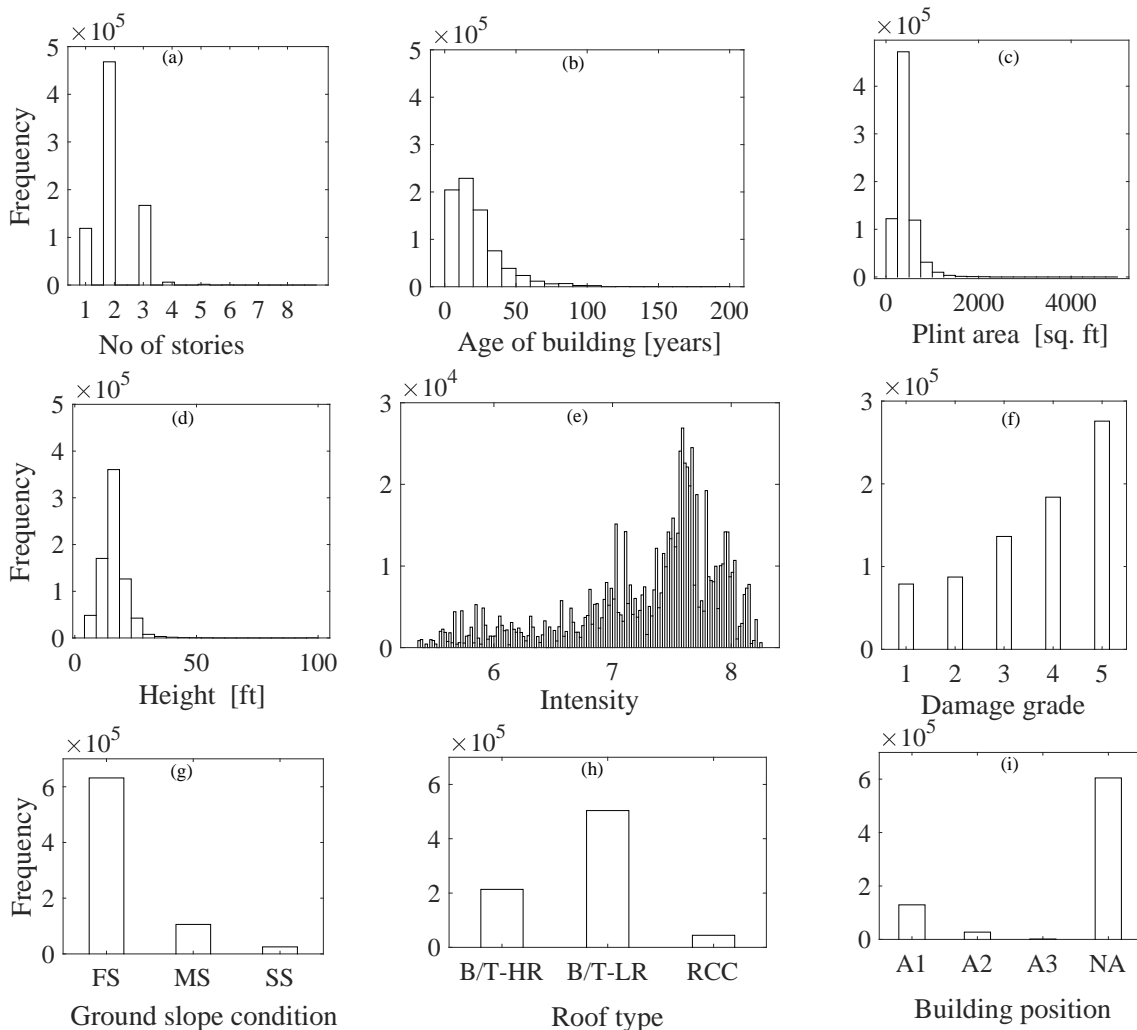 ×10^5
(a)
5
4
3
2
1
0
Frequency
1 2 3 4 5 6 7 8
No of stories
×10^5
(b)
5
4
3
2
1
0
0 50 100 150 200
Age of building [years]
×10^5
(c)
5
4
3
2
1
0
0 2000 4000
Plint area [sq. ft]
×10^5
(d)
5
4
3
2
1
0
Frequency
0 50 100
Height [ft]
×10^4
(e)
3
2
1
0
6 7 8
Intensity
×10^5
(f)
3
2
1
0
1 2 3 4 5
Damage grade
×10^5
(g)
6
4
2
0
Frequency
FS MS SS
Ground slope condition
×10^5
(h)
6
4
2
0
B/T-HR B/T-LR RCC
Roof type
×10^5
(i)
6
4
2
0
A1 A2 A3 NA
Building position